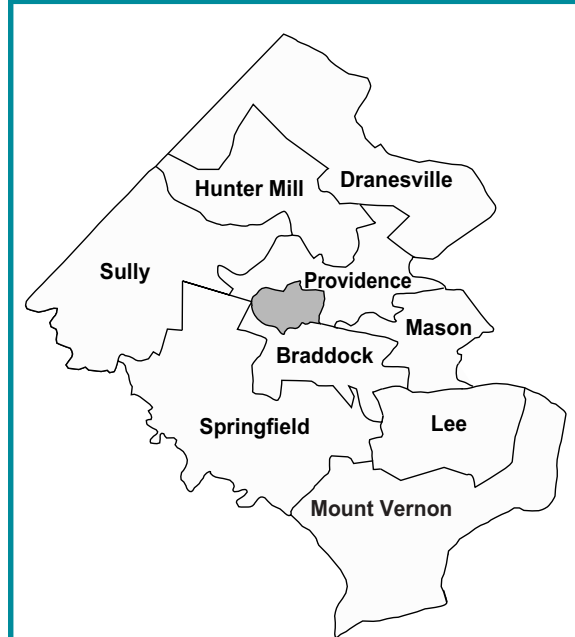 Dranesville
Hunter Mill
Sully
Providence
Mason
Braddock
Springfield
Lee
Mount Vernon